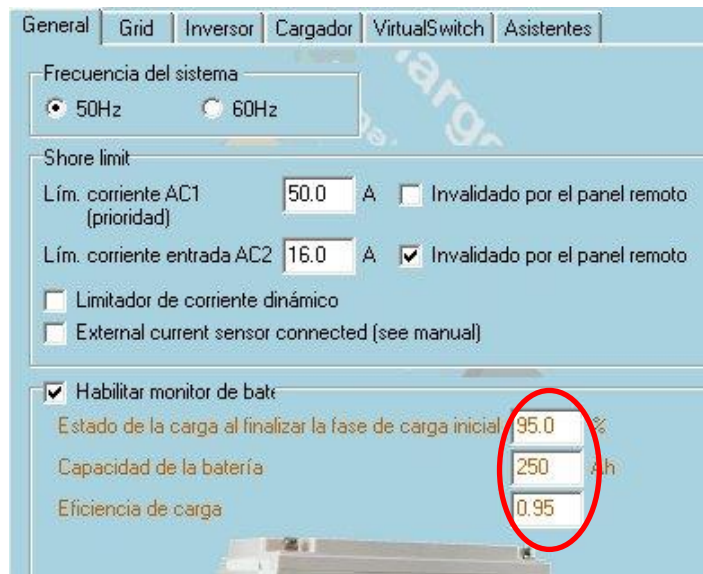 General Grid Inversor Cargador VirtualSwitch Asistentes
Frecuencia del sistema
50Hz 60Hz
Shore limit
Lím. corriente AC1 50.0 A Invalidado por el panel remoto
(prioridad)
Lím. corriente entrada AC2 16.0 A Invalidado por el panel remoto
Limitador de corriente dinámico
External current sensor connected (see manual)
Habilitar monitor de bate
Estado de la carga al finalizar la fase de carga inicial 95.0 %
Capacidad de la batería 250 Ah
Eficiencia de carga 0.95